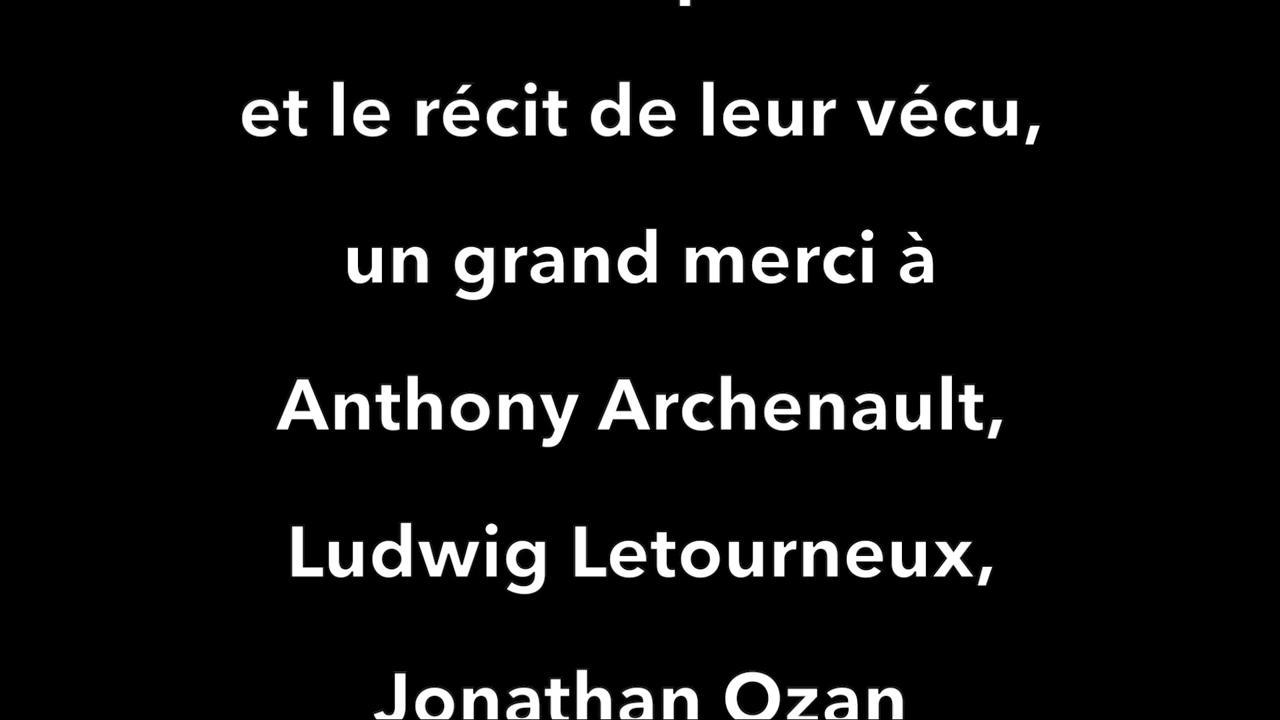 et le récit de leur vécu,
un grand merci à
Anthony Archenault,
Ludwig Letourneux,
Jonathan Ozan